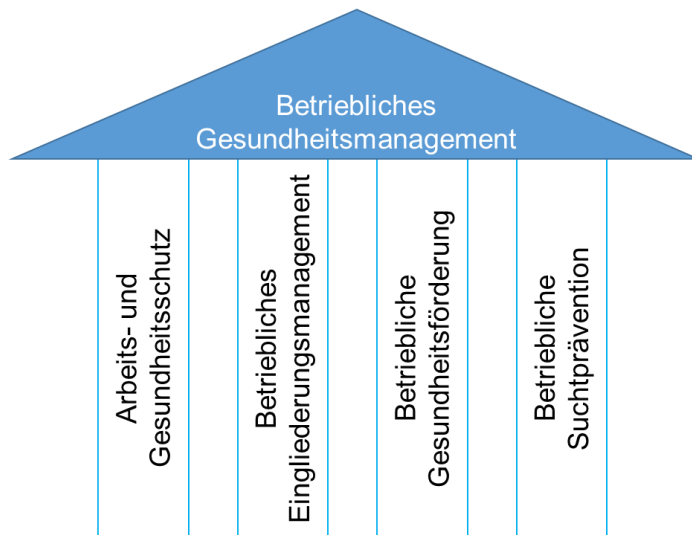 Betriebliches
Gesundheitsmanagement
Arbeits- und
Gesundheitsschutz
Betriebliches
Eingliederungsmanagement
Betriebliche
Gesundheitsförderung
Betriebliche
Suchtprävention